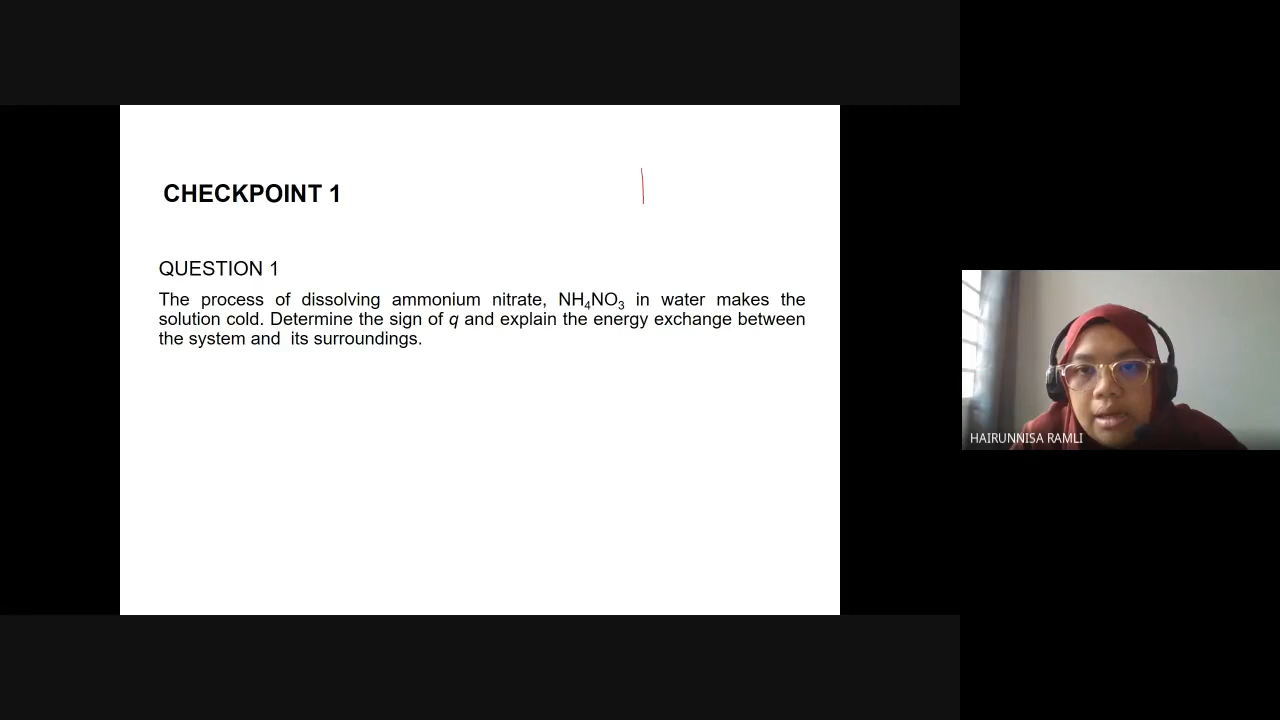 CHECKPOINT 1
QUESTION 1
The process of dissolving ammonium nitrate, NH₄NO₃ in water makes the
solution cold. Determine the sign of q and explain the energy exchange between
the system and  its surroundings.
HAIRUNNISA RAMLI